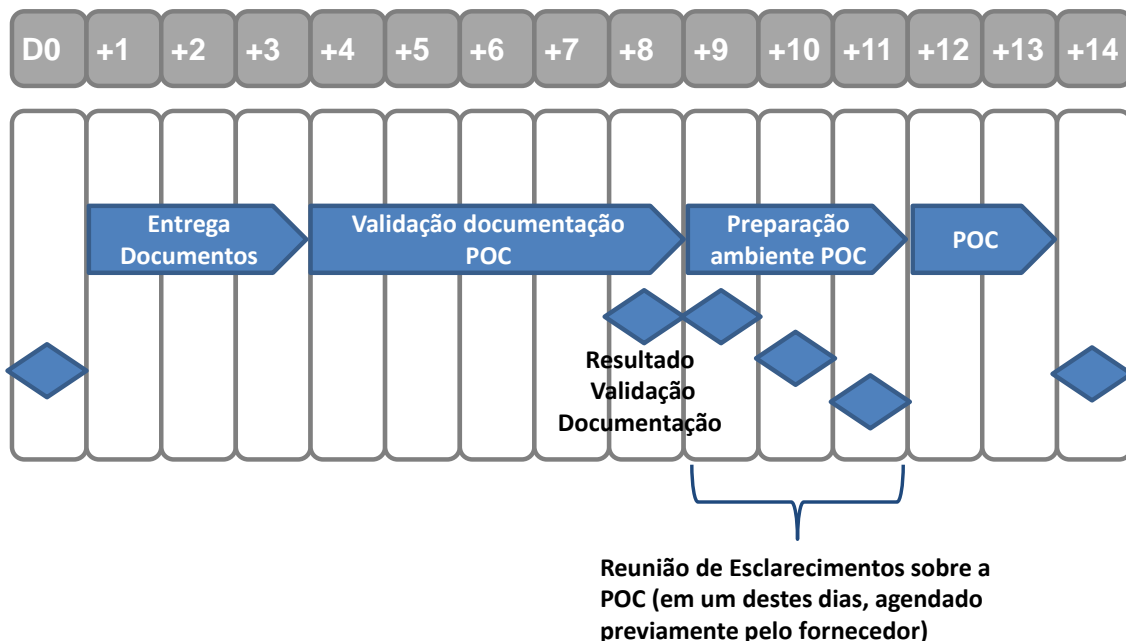 D0 +1 +2 +3 +4 +5 +6 +7 +8 +9 +10 +11 +12 +13 +14
Entrega
Documentos
Validação documentação
POC
Preparação
ambiente POC
POC
Resultado
Validação
Documentação
Reunião de Esclarecimentos sobre a
POC (em um destes dias, agendado
previamente pelo fornecedor)